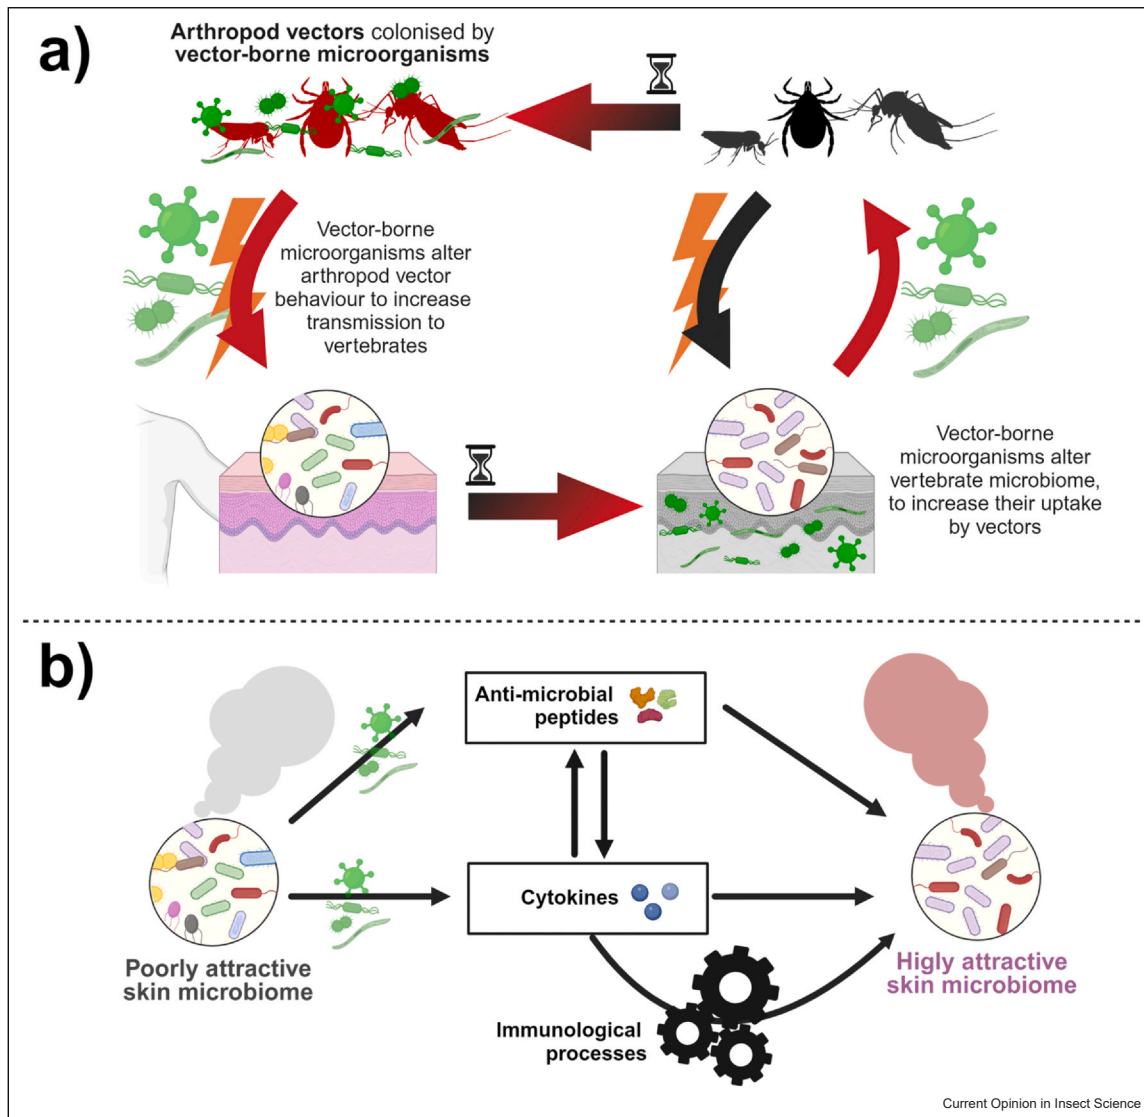 a)
Arthropod vectors colonised by
vector-borne microorganisms
Vector-borne
microorganisms alter
arthropod vector
behaviour to increase
transmission to
vertebrates
Vector-borne
microorganisms alter
vertebrate microbiome,
to increase their uptake
by vectors
b)
Anti-microbial
peptides
Cytokines
Poorly attractive
skin microbiome
Higly attractive
skin microbiome
Immunological
processes
Current Opinion in Insect Science